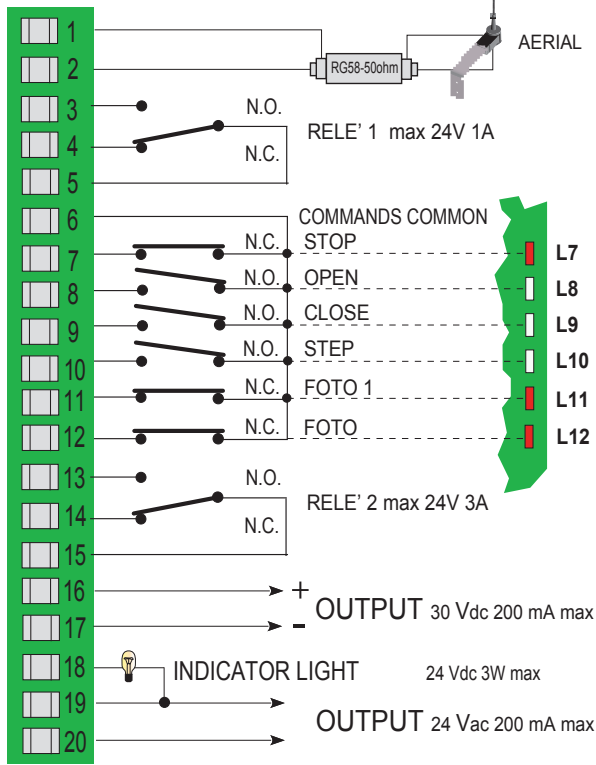 1
AERIAL
2
RG58-50ohm
3
N.O.
RELE' 1 max 24V 1A
4
N.C.
5
6
COMMANDS COMMON
7
N.C.
STOP
L7
8
N.O.
OPEN
L8
9
N.O.
CLOSE
L9
10
N.O.
STEP
L10
11
N.C.
FOTO 1
L11
12
N.C.
FOTO
L12
13
N.O.
RELE' 2 max 24V 3A
14
N.C.
15
16
+
OUTPUT 30 Vdc 200 mA max
17
-
18
INDICATOR LIGHT 24 Vdc 3W max
19
OUTPUT 24 Vac 200 mA max
20